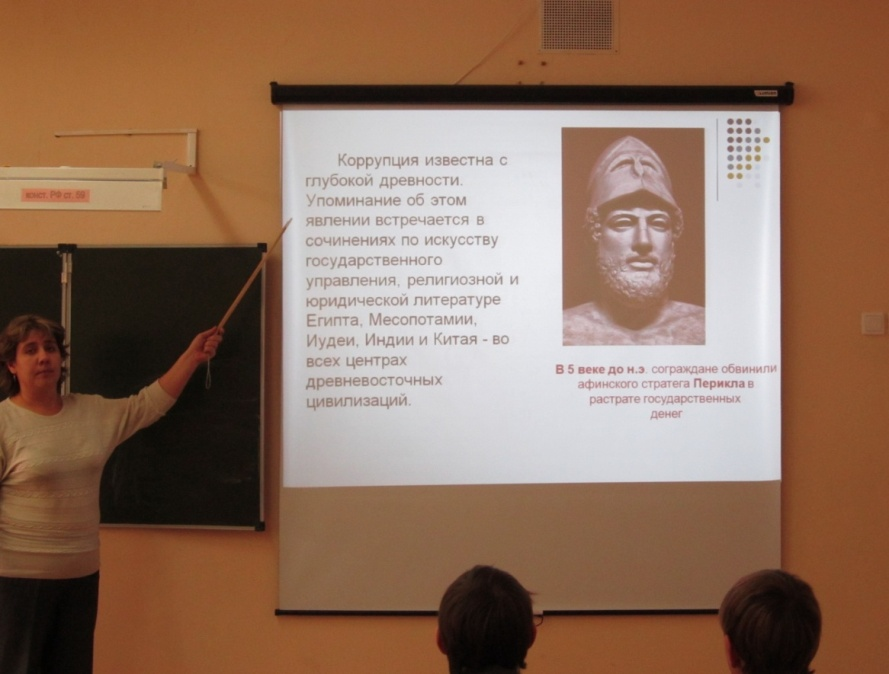 конст. РФ ст. 59
Коррупция известна с
глубокой древности.
Упоминание об этом
явлении встречается в
сочинениях по искусству
государственного
управления, религиозной и
юридической литературе
Египта, Месопотамии,
Иудеи, Индии и Китая - во
всех центрах
древневосточных
цивилизаций.
В 5 веке до н.э. сограждане обвинили
афинского стратега Перикла в
растрате государственных
денег